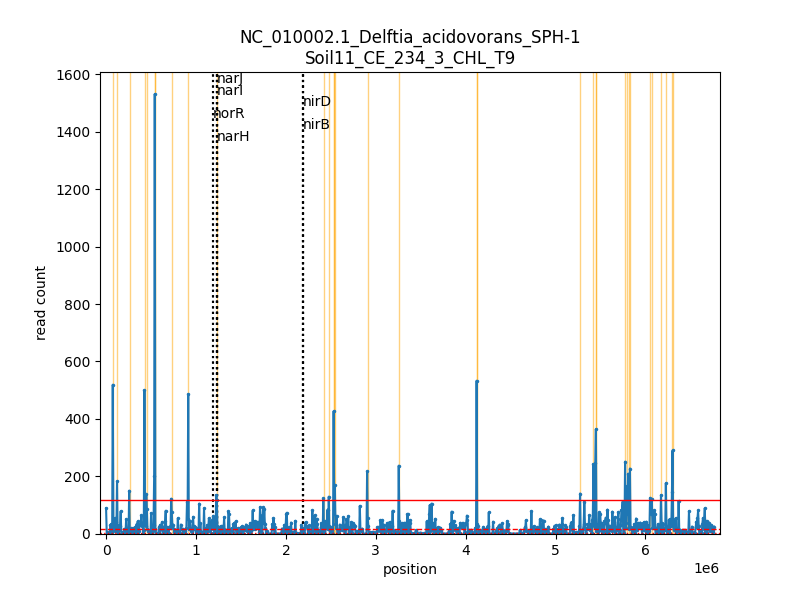 NC_010002.1_Delftia_acidovorans_SPH-1
Soil11_CE_234_3_CHL_T9
narJ
narI
norR
narH
nirD
nirB
read count
1600
1400
1200
1000
800
600
400
200
0
0 1 2 3 4 5 6
1e6
position